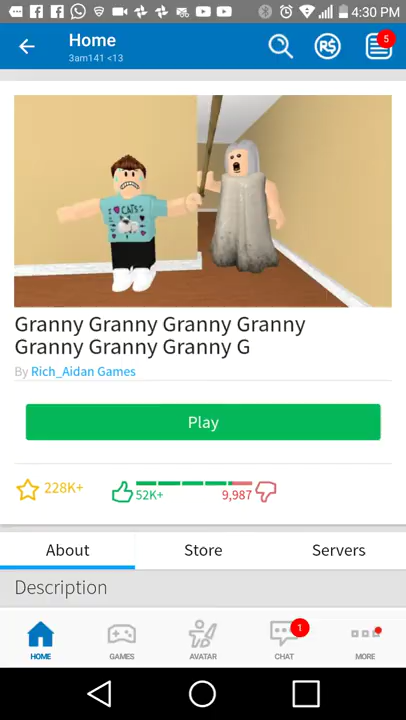 4:30 PM
Home
3am141 <13
R$
5
CATS
Granny Granny Granny Granny
Granny Granny Granny G
By Rich_Aidan Games
Play
228K+
52K+
9,987
About
Store
Servers
Description
1
HOME
GAMES
AVATAR
CHAT
MORE